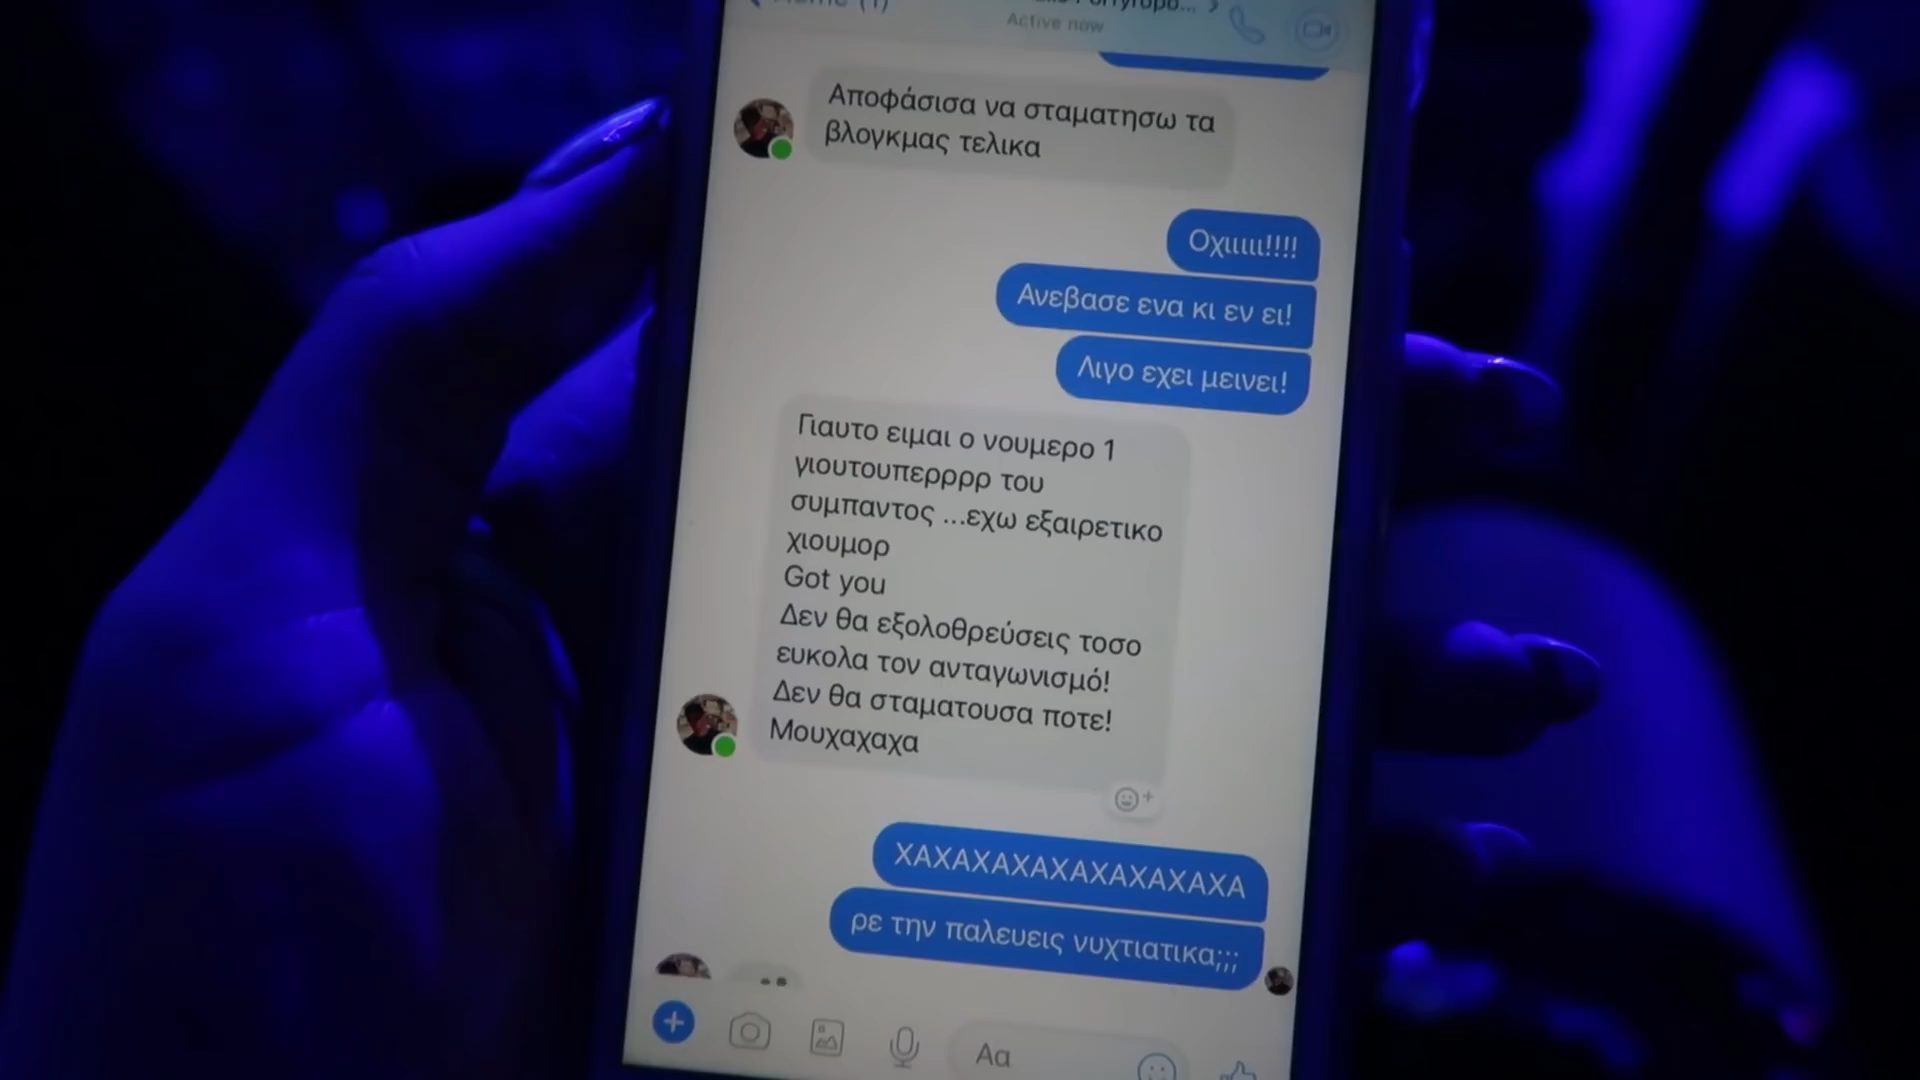 Active now
Αποφάσισα να σταματησω τα
βλογκμας τελικα
Οχιιιιι!!!!
Ανεβασε ενα κι εν ει!
Λιγο εχει μεινει!
Γιαυτο ειμαι ο νουμερο 1
γιουτουπερρρρ του
συμπαντος ...εχω εξαιρετικο
χιουμορ
Got you
Δεν θα εξολοθρεύσεις τοσο
ευκολα τον ανταγωνισμό!
Δεν θα σταματουσα ποτε!
Μουχαχαχα
ΧΑΧΑΧΑΧΑΧΑΧΑΧΑΧΑΧΑ
ρε την παλευεις νυχτιατικα;;;
Aa